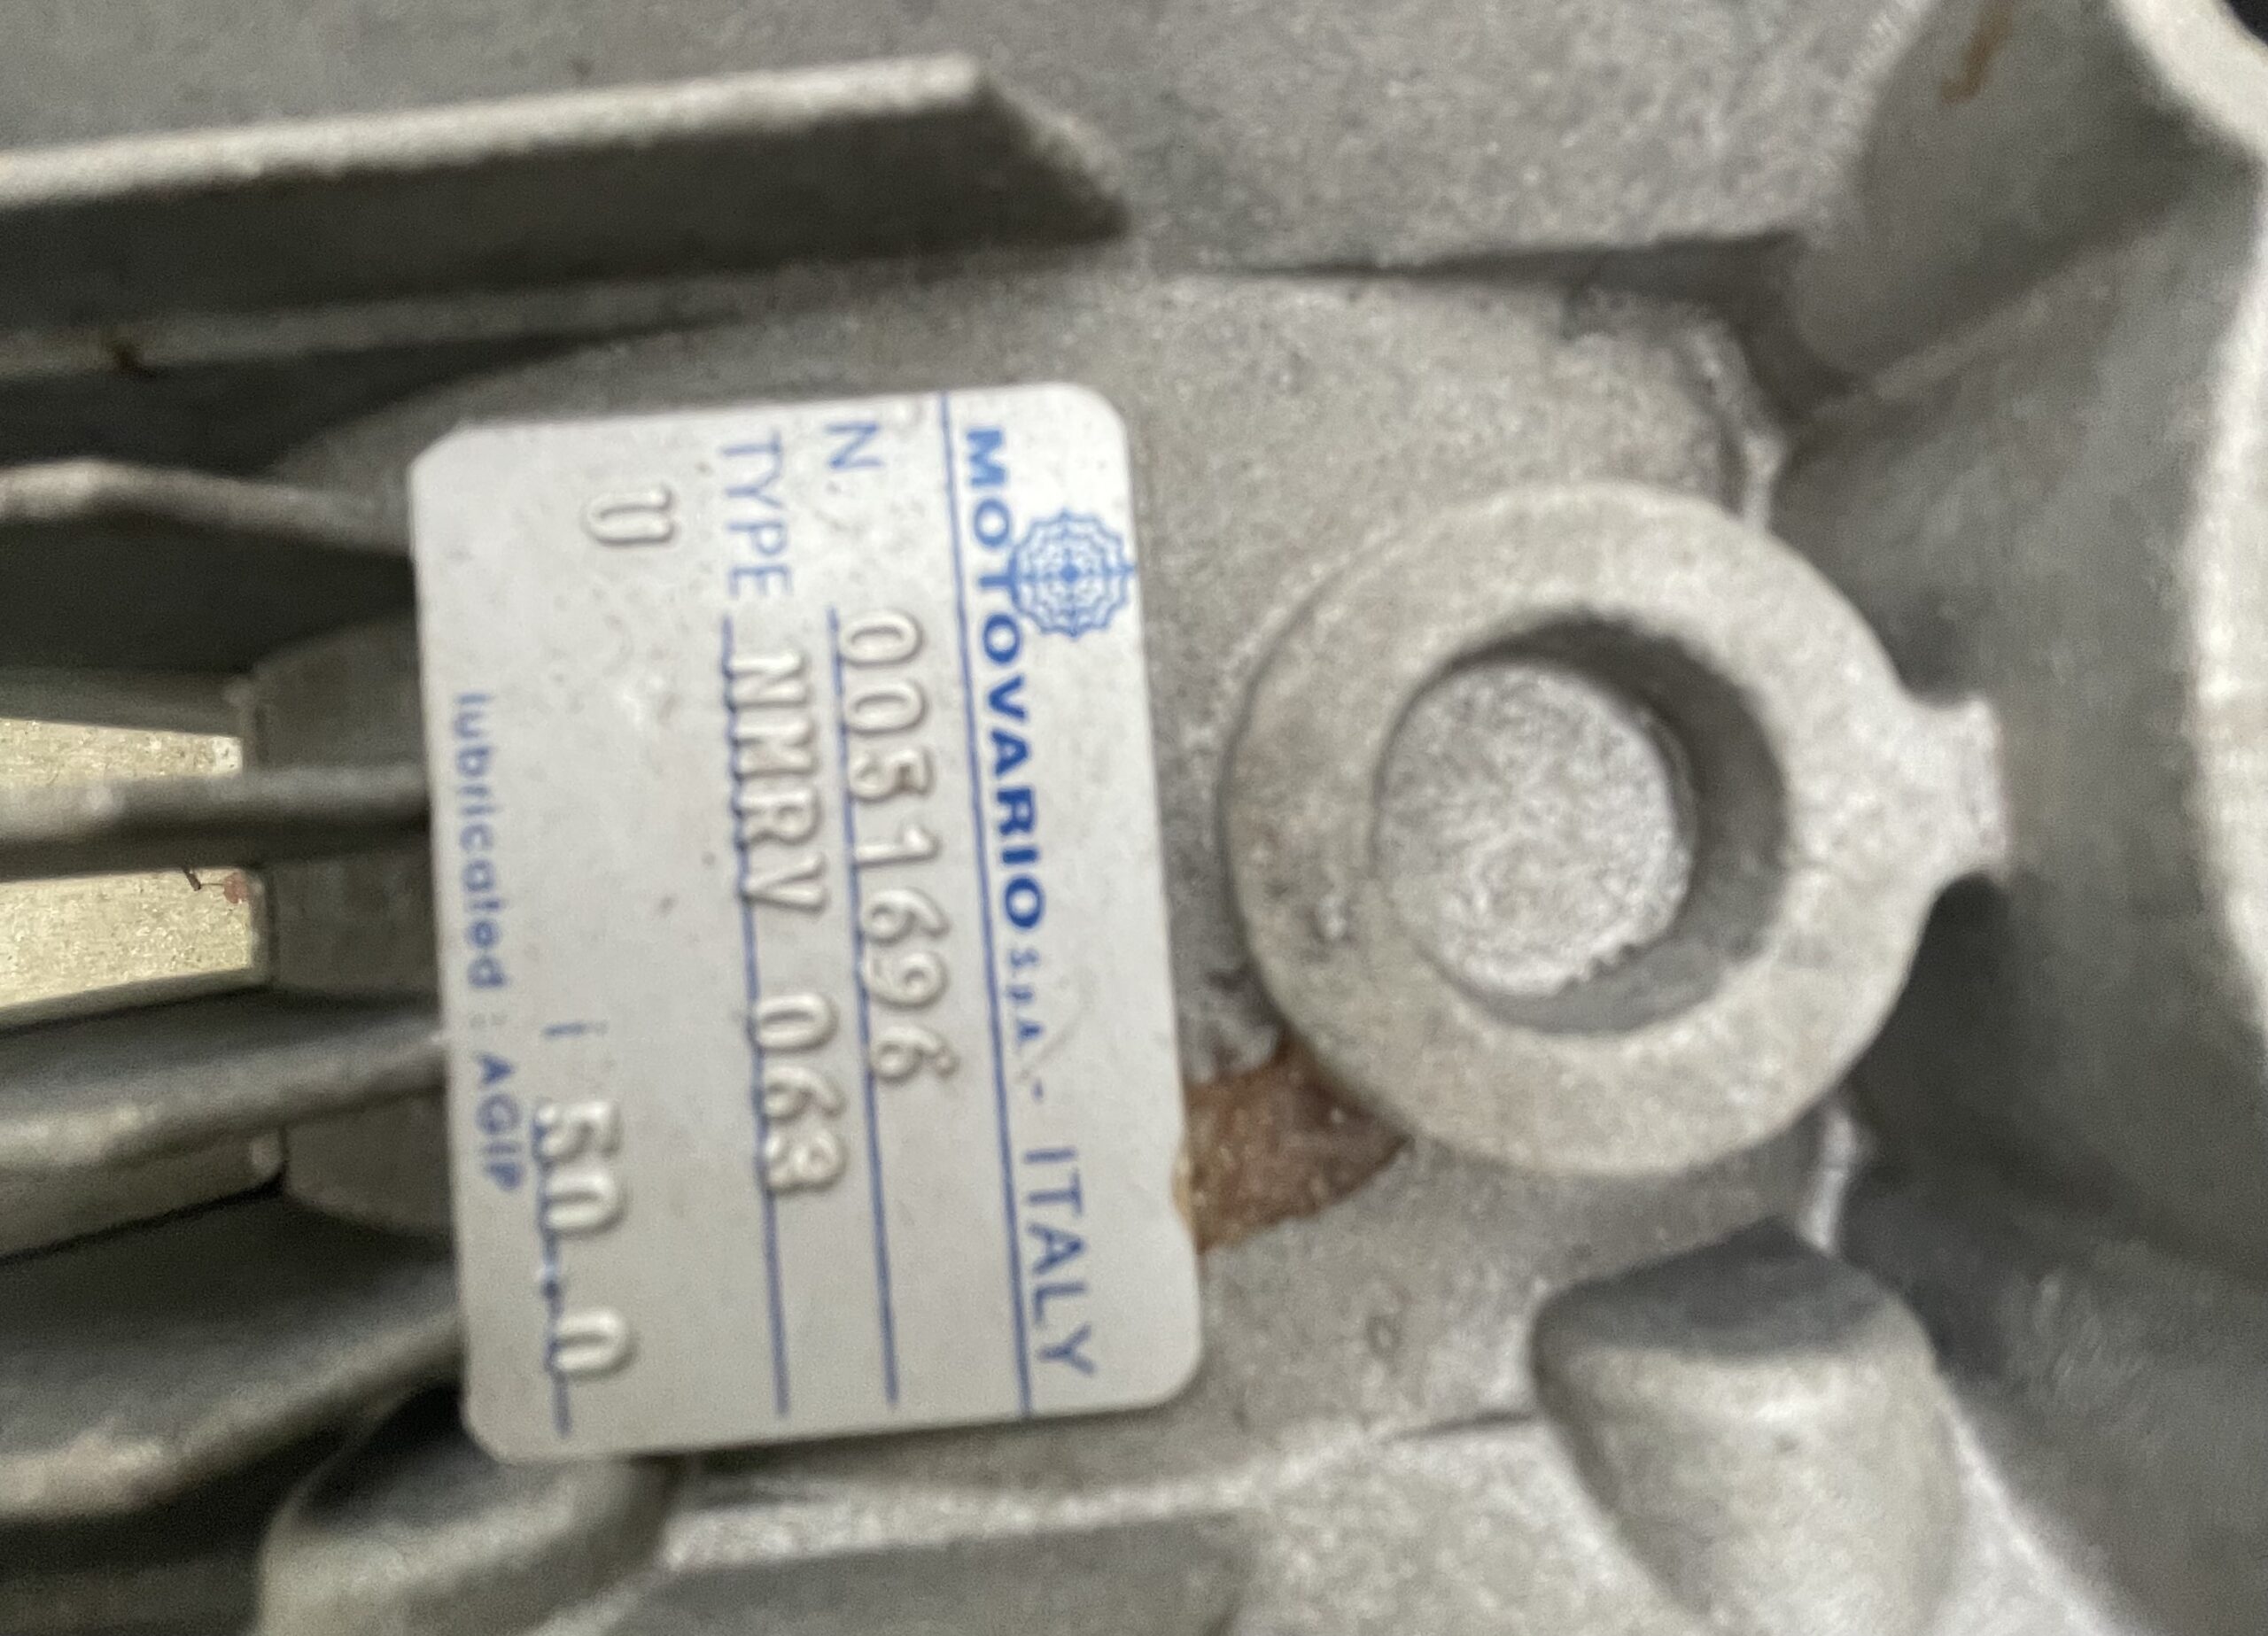 MOTOVARIO S.p.A. - ITALY
N. 0051696
TYPE NMRV 063
U
i 50.0
lubricated : AGIP